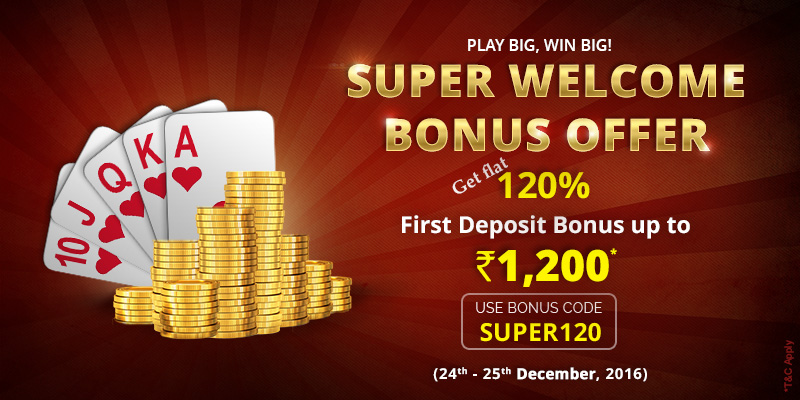 PLAY BIG, WIN BIG!
SUPER WELCOME
BONUS OFFER
Get flat
120%
First Deposit Bonus up to
₹1,200*
USE BONUS CODE
SUPER120
(24th - 25th December, 2016)
*T&C Apply
10
J
Q
K
A